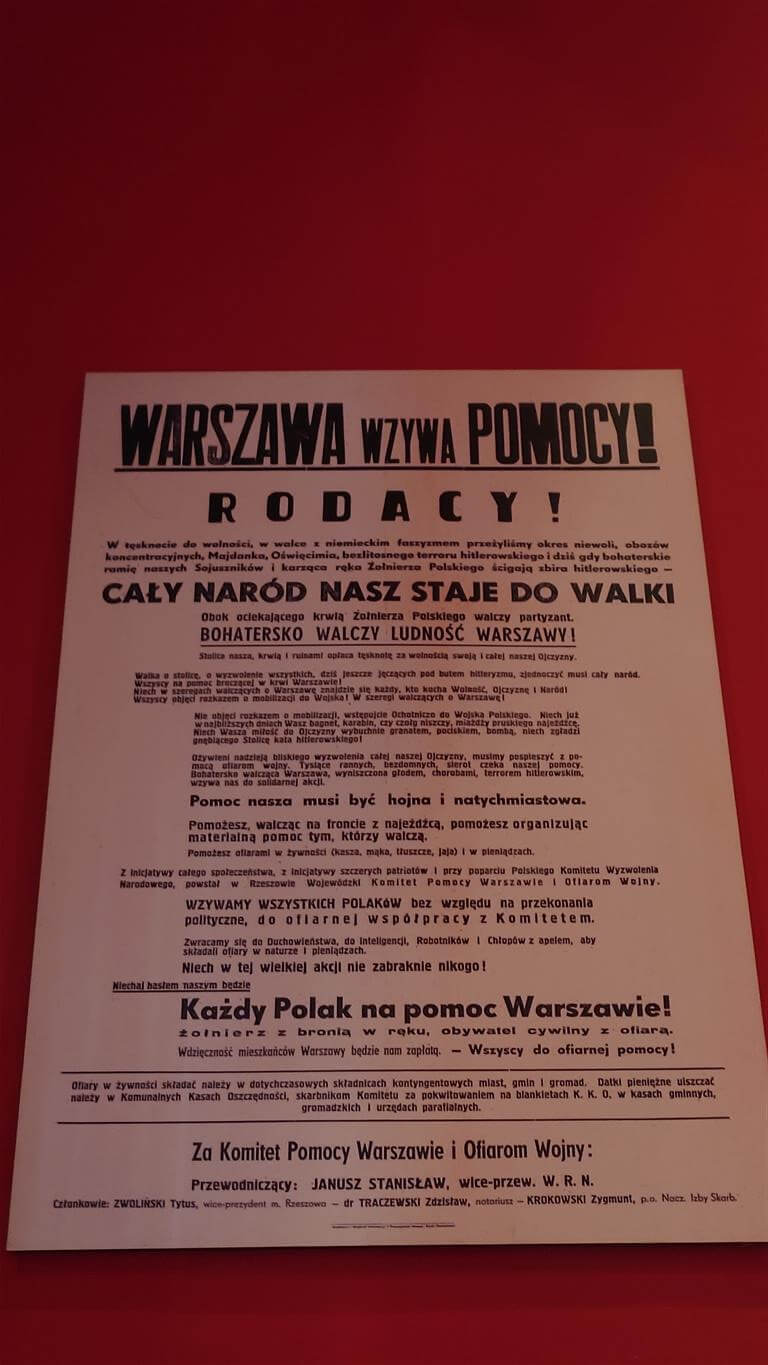 WARSZAWA WZYWA POMOCY!
RODACY!
W tęsknocie do wolności, w walce z niemieckim faszyzmem przeżyliśmy okres niewoli, obozów
koncentracyjnych, Majdanka, Oświęcimia, bezlitosnego terroru hitlerowskiego i dziś gdy bohaterskie
ramię naszych Sojuszników i karząca ręka Żołnierza Polskiego ścigają zbira hitlerowskiego —
CAŁY NARÓD NASZ STAJE DO WALKI
Obok ociekającego krwią Żołnierza Polskiego walczy partyzant.
BOHATERSKO WALCZY LUDNOŚĆ WARSZAWY!
Stolica nasza, krwią i ruinami opłaca tęsknotę za wolnością swoją i całej naszej Ojczyzny.
Walka o stolicę, o wyzwolenie wszystkich, dziś jeszcze jęczących pod butem hitleryzmu, zjednoczyć musi cały naród.
Wszyscy na pomoc broczącej w krwi Warszawie!
Niech w szeregach walczących o Warszawę znajdzie się każdy, kto kocha Wolność, Ojczyznę i Naród!
Wszyscy objęci rozkazem o mobilizacji do Wojska! W szeregi walczących o Warszawę!
Nie objęci rozkazem o mobilizacji, wstępujcie Ochotniczo do Wojska Polskiego. Niech już
w najbliższych dniach Wasz bagnet, karabin, czy czołg niszczy, miażdży pruskiego najeźdźcę.
Niech Wasza miłość do Ojczyzny wybuchnie granatem, pociskiem, bombą, niech zgładzi
gnębiącego Stolicę kata hitlerowskiego!
Ożywieni nadzieją bliskiego wyzwolenia całej naszej Ojczyzny, musimy pospieszyć z po-
mocą ofiarom wojny. Tysiące rannych, bezdomnych, sierot czeka naszej pomocy.
Bohatersko walcząca Warszawa, wyniszczona głodem, chorobami, terrorem hitlerowskim,
wzywa nas do solidarnej akcji.
Pomoc nasza musi być hojna i natychmiastowa.
Pomożesz, walcząc na froncie z najeźdźcą, pomożesz organizując
materialną pomoc tym, którzy walczą.
Pomożesz ofiarami w żywności (kasza, mąka, tłuszcze, jaja) i w pieniądzach.
Z inicjatywy całego społeczeństwa, z inicjatywy szczerych patriotów i przy poparciu Polskiego Komitetu Wyzwolenia
Narodowego, powstał w Rzeszowie Wojewódzki Komitet Pomocy Warszawie i Ofiarom Wojny.
WZYWAMY WSZYSTKICH POLAKÓW bez względu na przekonania
polityczne, do ofiarnej współpracy z Komitetem.
Zwracamy się do Duchowieństwa, do Inteligencji, Robotników i Chłopów z apelem, aby
składali ofiary w naturze i pieniądzach.
Niech w tej wielkiej akcji nie zabraknie nikogo!
Niechaj hasłem naszym będzie
Każdy Polak na pomoc Warszawie!
żołnierz z bronią w ręku, obywatel cywilny z ofiarą.
Wdzięczność mieszkańców Warszawy będzie nam zapłatą. — Wszyscy do ofiarnej pomocy!
Ofiary w żywności składać należy w dotychczasowych składnicach kontyngentowych miast, gmin i gromad. Datki pieniężne uiszczać
należy w Komunalnych Kasach Oszczędności, skarbnikom Komitetu za pokwitowaniem na blankietach K. K. O. w kasach gminnych,
gromadzkich i urzędach parafialnych.
Za Komitet Pomocy Warszawie i Ofiarom Wojny:
Przewodniczący: JANUSZ STANISŁAW, wice-przew. W. R. N.
Członkowie: ZWOLIŃSKI Tytus, wice-prezydent m. Rzeszowa — dr TRACZEWSKI Zdzisław, notariusz — KROKOWSKI Zygmunt, p.o. Nacz. Izby Skarb.